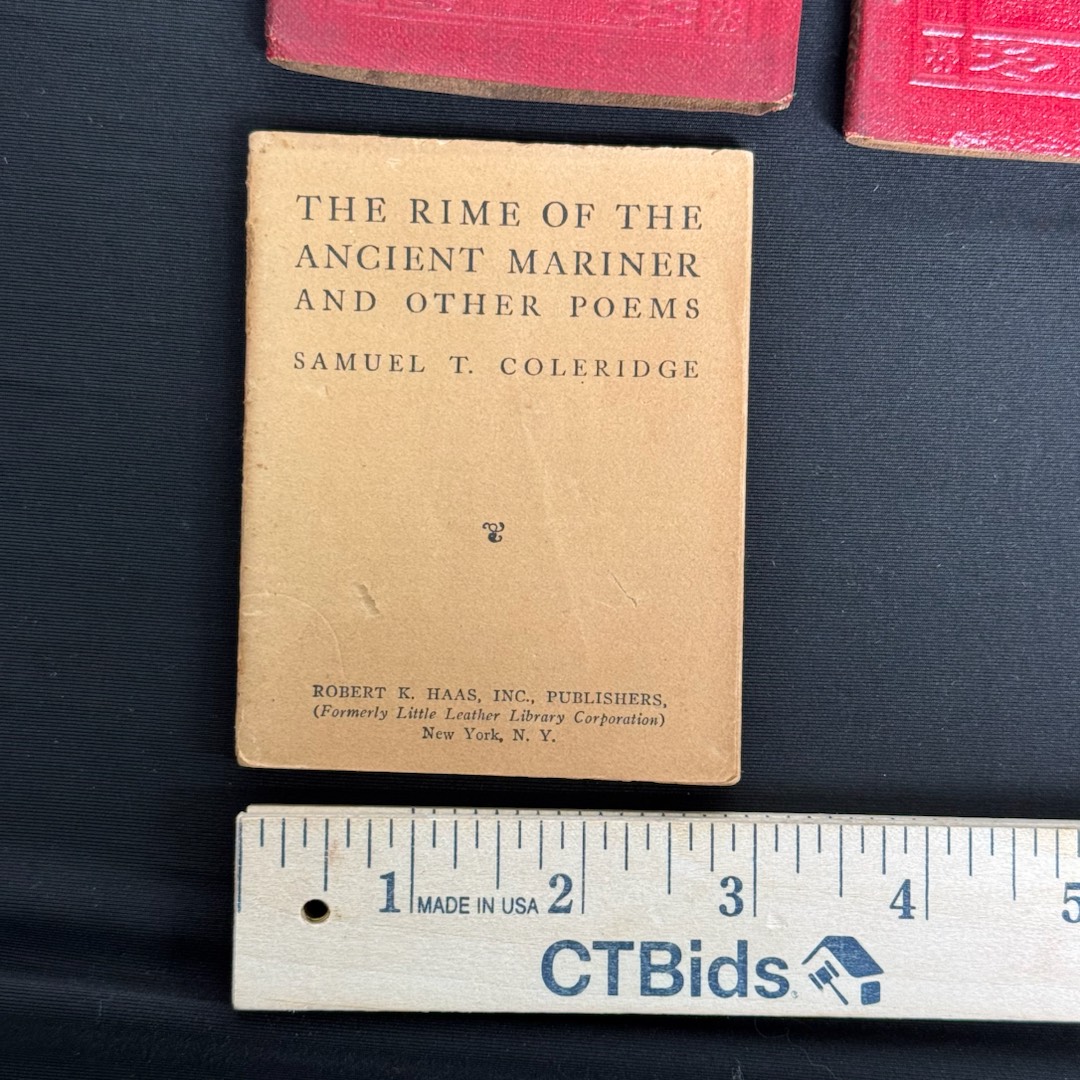 THE RIME OF THE
ANCIENT MARINER
AND OTHER POEMS
SAMUEL T. COLERIDGE
ROBERT K. HAAS, INC., PUBLISHERS,
(Formerly Little Leather Library Corporation)
New York, N. Y.
1 MADE IN USA 2 3 4 5
CTBids